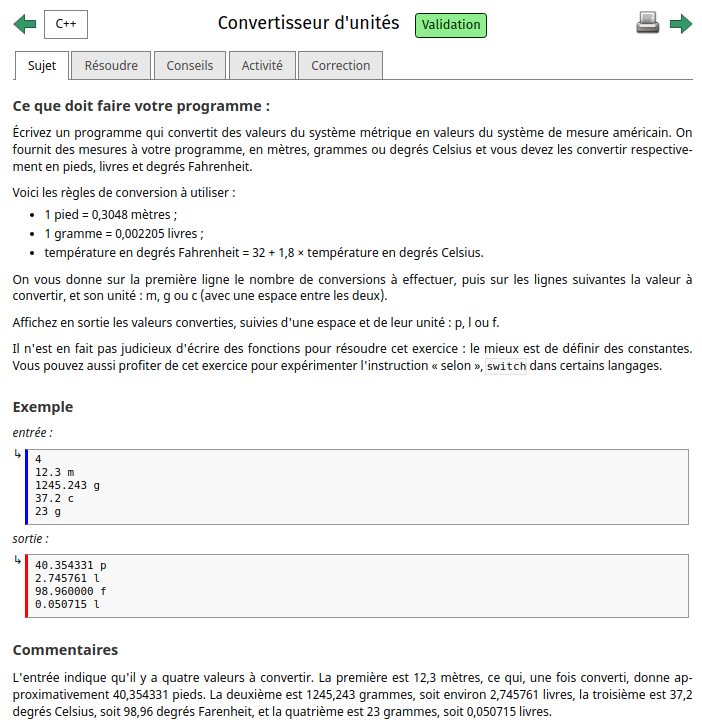 C++
Convertisseur d'unités
Validation
Sujet
Résoudre
Conseils
Activité
Correction
Ce que doit faire votre programme :
Écrivez un programme qui convertit des valeurs du système métrique en valeurs du système de mesure américain. On
fournit des mesures à votre programme, en mètres, grammes ou degrés Celsius et vous devez les convertir respective-
ment en pieds, livres et degrés Fahrenheit.
Voici les règles de conversion à utiliser :
• 1 pied = 0,3048 mètres ;
• 1 gramme = 0,002205 livres ;
• température en degrés Fahrenheit = 32 + 1,8 × température en degrés Celsius.
On vous donne sur la première ligne le nombre de conversions à effectuer, puis sur les lignes suivantes la valeur à
convertir, et son unité : m, g ou c (avec une espace entre les deux).
Affichez en sortie les valeurs converties, suivies d'une espace et de leur unité : p, l ou f.
Il n'est en fait pas judicieux d'écrire des fonctions pour résoudre cet exercice : le mieux est de définir des constantes.
Vous pouvez aussi profiter de cet exercice pour expérimenter l'instruction « selon », switch dans certains langages.
Exemple
entrée :
4
12.3 m
1245.243 g
37.2 c
23 g
sortie :
40.354331 p
2.745761 l
98.960000 f
0.050715 l
Commentaires
L'entrée indique qu'il y a quatre valeurs à convertir. La première est 12,3 mètres, ce qui, une fois converti, donne ap-
proximativement 40,354331 pieds. La deuxième est 1245,243 grammes, soit environ 2,745761 livres, la troisième est 37,2
degrés Celsius, soit 98,96 degrés Farenheit, et la quatrième est 23 grammes, soit 0,050715 livres.